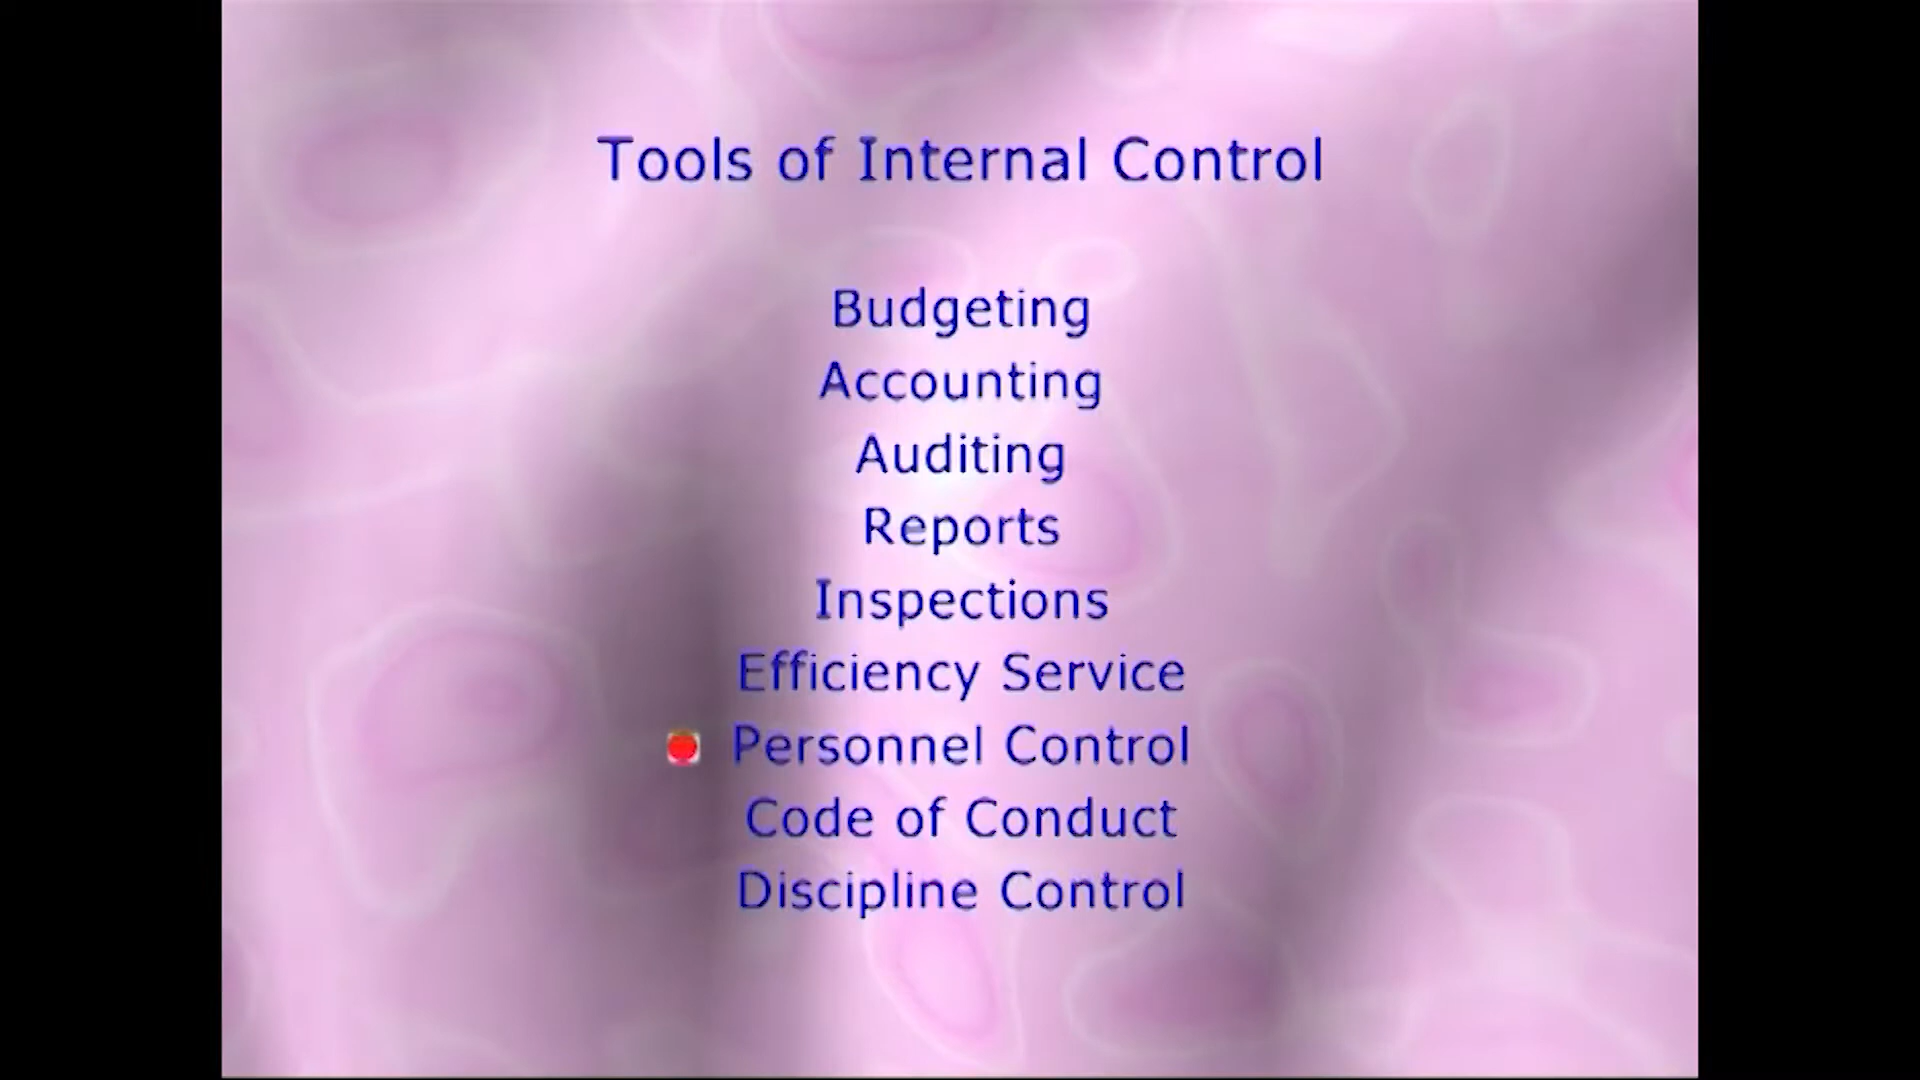 Tools of Internal Control
Budgeting
Accounting
Auditing
Reports
Inspections
Efficiency Service
Personnel Control
Code of Conduct
Discipline Control